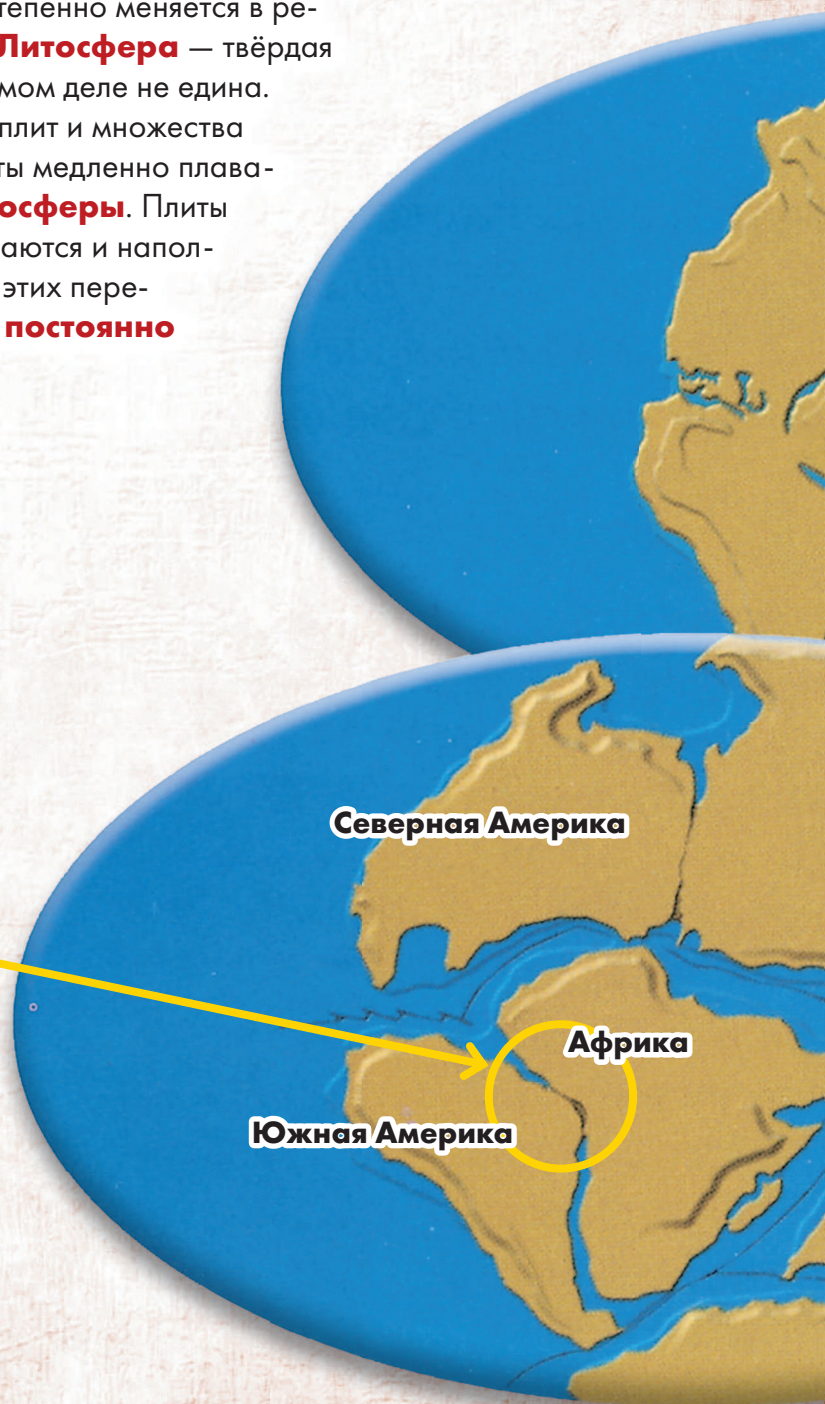 степенно меняется в ре-
Литосфера — твёрдая
мом деле не едина.
плит и множества
ты медленно плава-
осферы. Плиты
аются и напол-
этих пере-
постоянно
Северная Америка
Африка
Южная Америка